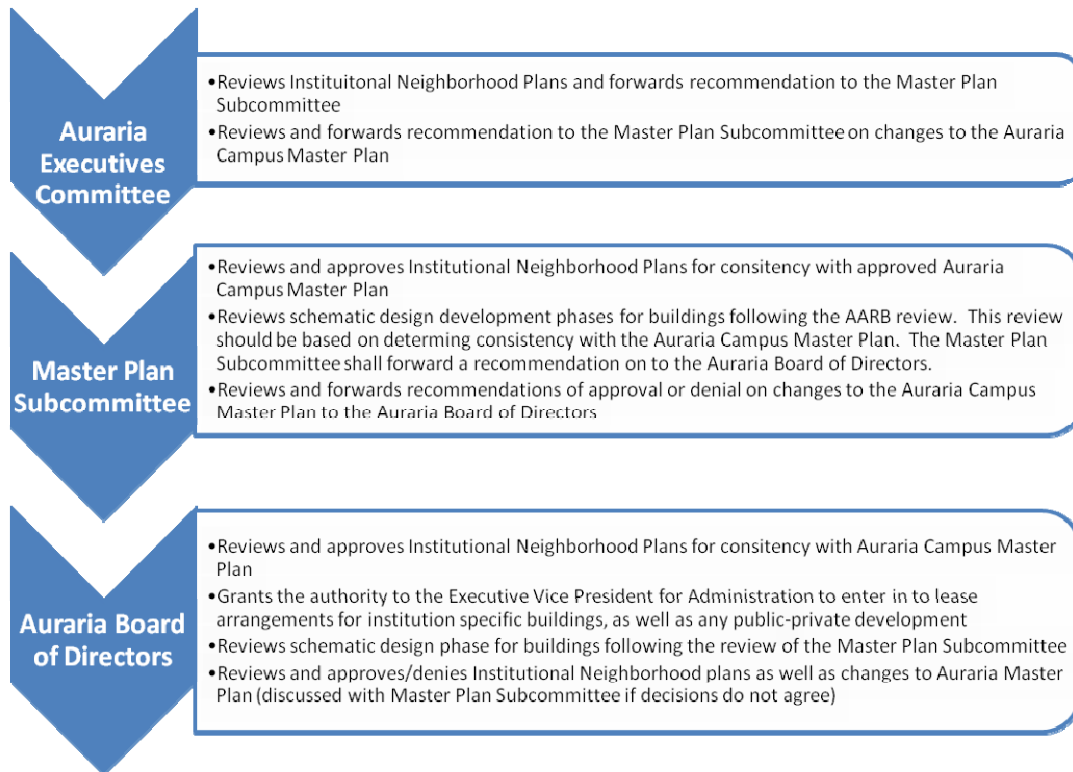 Auraria
Executives
Committee
•Reviews Instituitonal Neighborhood Plans and forwards recommendation to the Master Plan
Subcommittee
•Reviews and forwards recommendation to the Master Plan Subcommittee on changes to the Auraria
Campus Master Plan
Master Plan
Subcommittee
•Reviews and approves Institutional Neighborhood Plans for consitency with approved Auraria
Campus Master Plan
•Reviews schematic design development phases for buildings following the AARB review. This review
should be based on determing consistency with the Auraria Campus Master Plan. The Master Plan
Subcommittee shall forward a recommendation on to the Auraria Board of Directors.
•Reviews and forwards recommendations of approval or denial on changes to the Auraria Campus
Master Plan to the Auraria Board of Directors
Auraria Board
of Directors
•Reviews and approves Institutional Neighborhood Plans for consitency with Auraria Campus Master
Plan
•Grants the authority to the Executive Vice President for Administration to enter in to lease
arrangements for institution specific buildings, as well as any public-private development
•Reviews schematic design phase for buildings following the review of the Master Plan Subcommittee
•Reviews and approves/denies Institutional Neighborhood plans as well as changes to Auraria Master
Plan (discussed with Master Plan Subcommittee if decisions do not agree)